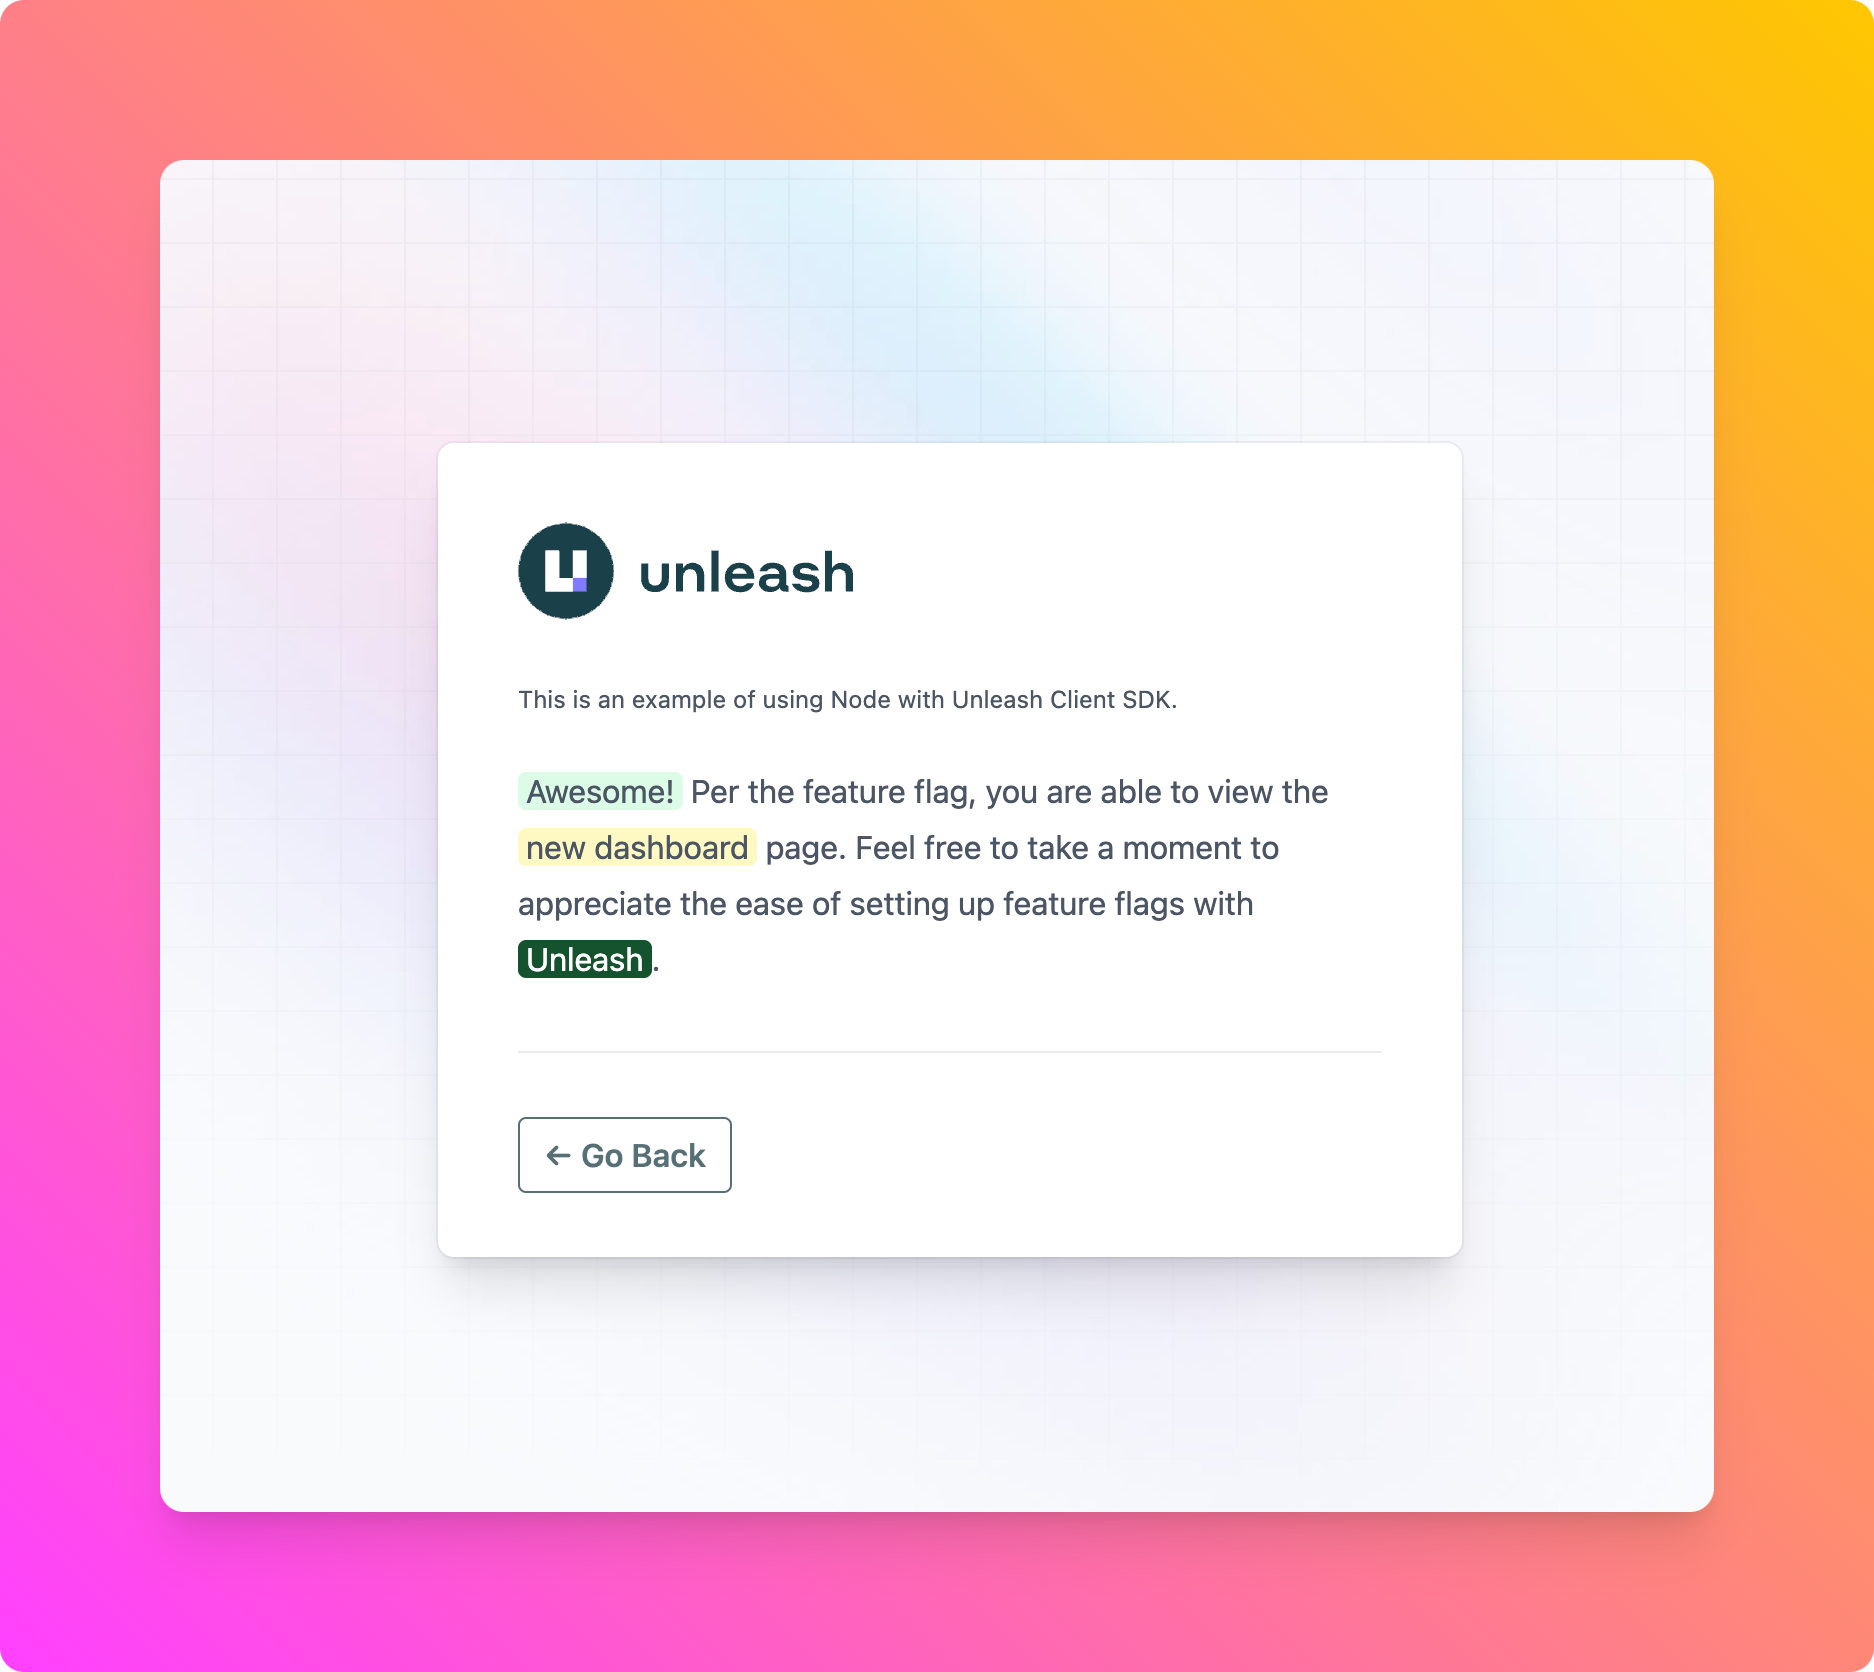 unleash
This is an example of using Node with Unleash Client SDK.
Awesome! Per the feature flag, you are able to view the
new dashboard page. Feel free to take a moment to
appreciate the ease of setting up feature flags with
Unleash.
← Go Back